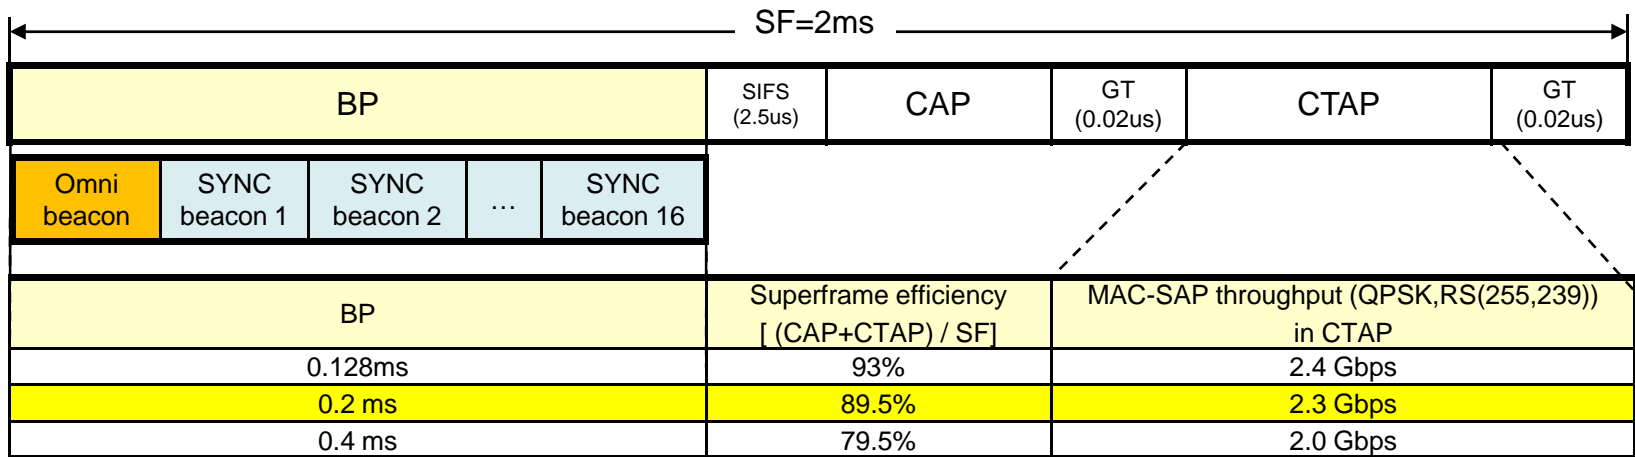 SF=2ms
BP
SIFS
(2.5us)
CAP
GT
(0.02us)
CTAP
GT
(0.02us)
Omni
beacon
SYNC
beacon 1
SYNC
beacon 2
…
SYNC
beacon 16
BP
Superframe efficiency
[ (CAP+CTAP) / SF]
MAC-SAP throughput (QPSK,RS(255,239))
in CTAP
0.128ms
93%
2.4 Gbps
0.2 ms
89.5%
2.3 Gbps
0.4 ms
79.5%
2.0 Gbps